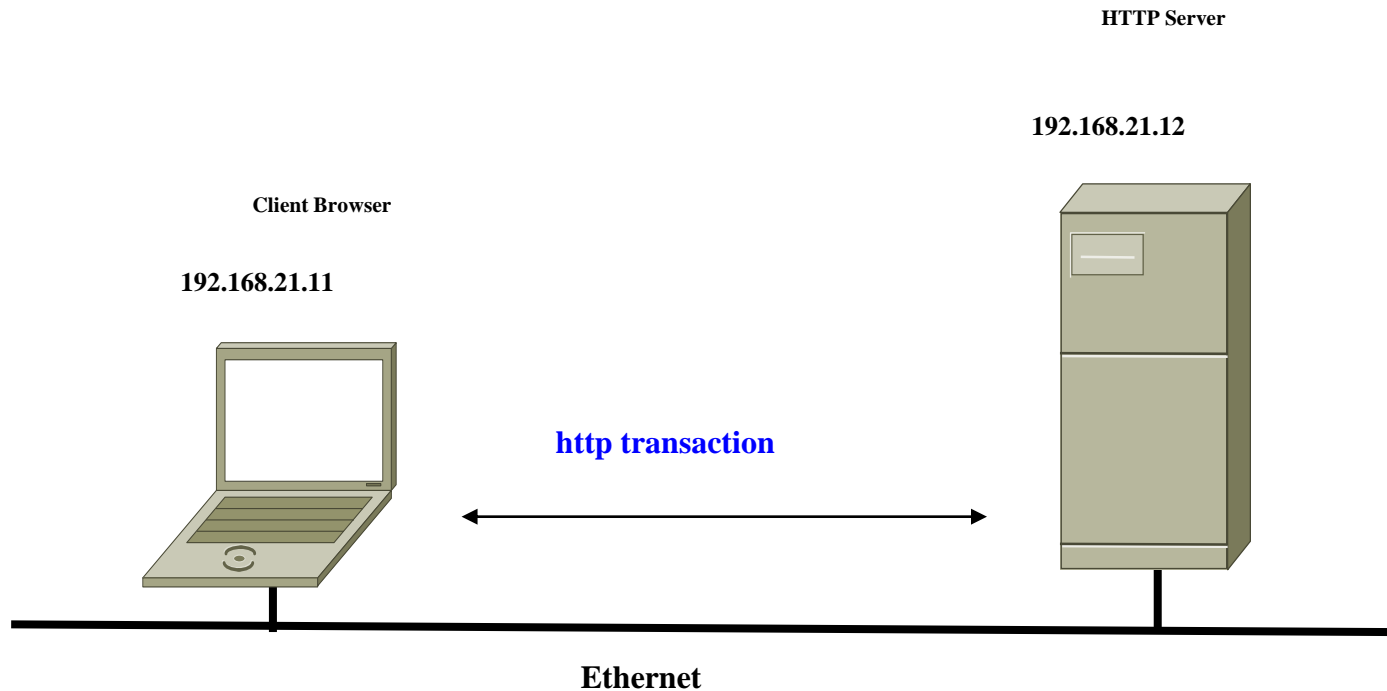 HTTP Server
192.168.21.12
Client Browser
192.168.21.11
http transaction
Ethernet